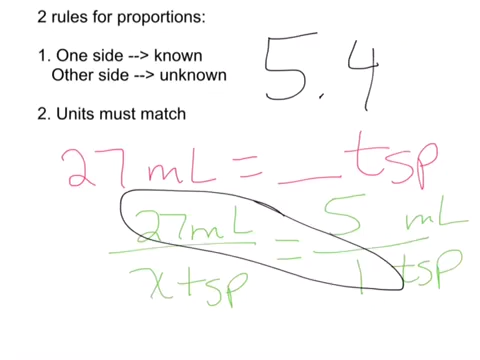 2 rules for proportions:
1. One side --> known
Other side --> unknown
2. Units must match
5.4
27 mL = __ tsp
27 mL = 5 mL
x tsp 1 tsp